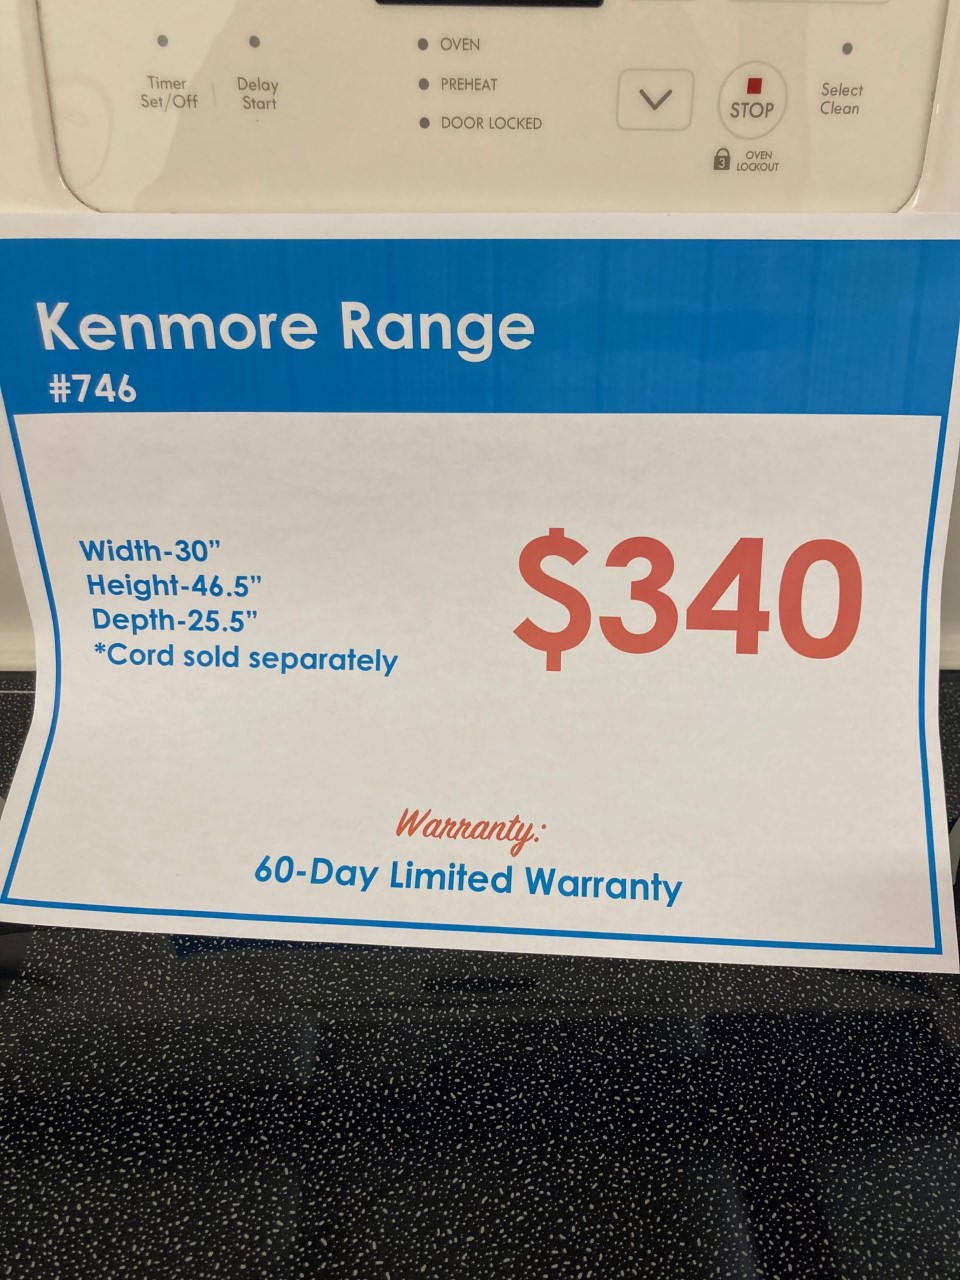 Timer
Set/Off
Delay
Start
OVEN
PREHEAT
DOOR LOCKED
STOP
3
OVEN
LOCKOUT
Select
Clean
Kenmore Range
#746
Width-30”
Height-46.5”
Depth-25.5”
*Cord sold separately
$340
Warranty:
60-Day Limited Warranty